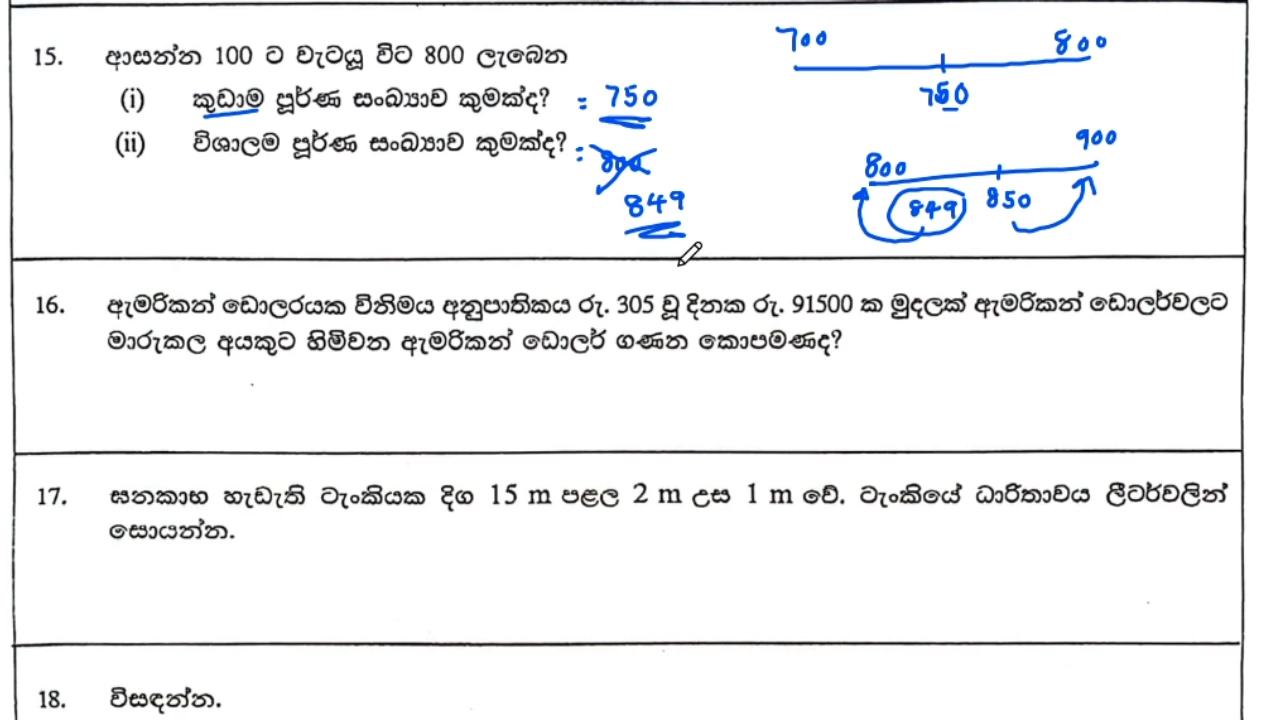 700 800
15. ආසන්න 100 ට වැටයූ විට 800 ලැබෙන
(i) කුඩාම පූර්ණ සංඛ්‍යාව කුමක්ද? = 750
750
(ii) විශාලම පූර්ණ සංඛ්‍යාව කුමක්ද? = 800
849
800 900
849 850
16. ඇමරිකන් ඩොලරයක විනිමය අනුපාතිකය රු. 305 වූ දිනක රු. 91500 ක මුදලක් ඇමරිකන් ඩොලර්වලට
මාරුකල අයකුට හිමිවන ඇමරිකන් ඩොලර් ගණන කොපමණද?
17. ඝනකාභ හැඩැති ටැංකියක දිග 15 m පළල 2 m උස 1 m වේ. ටැංකියේ ධාරිතාවය ලීටර්වලින්
සොයන්න.
18. විසඳන්න.